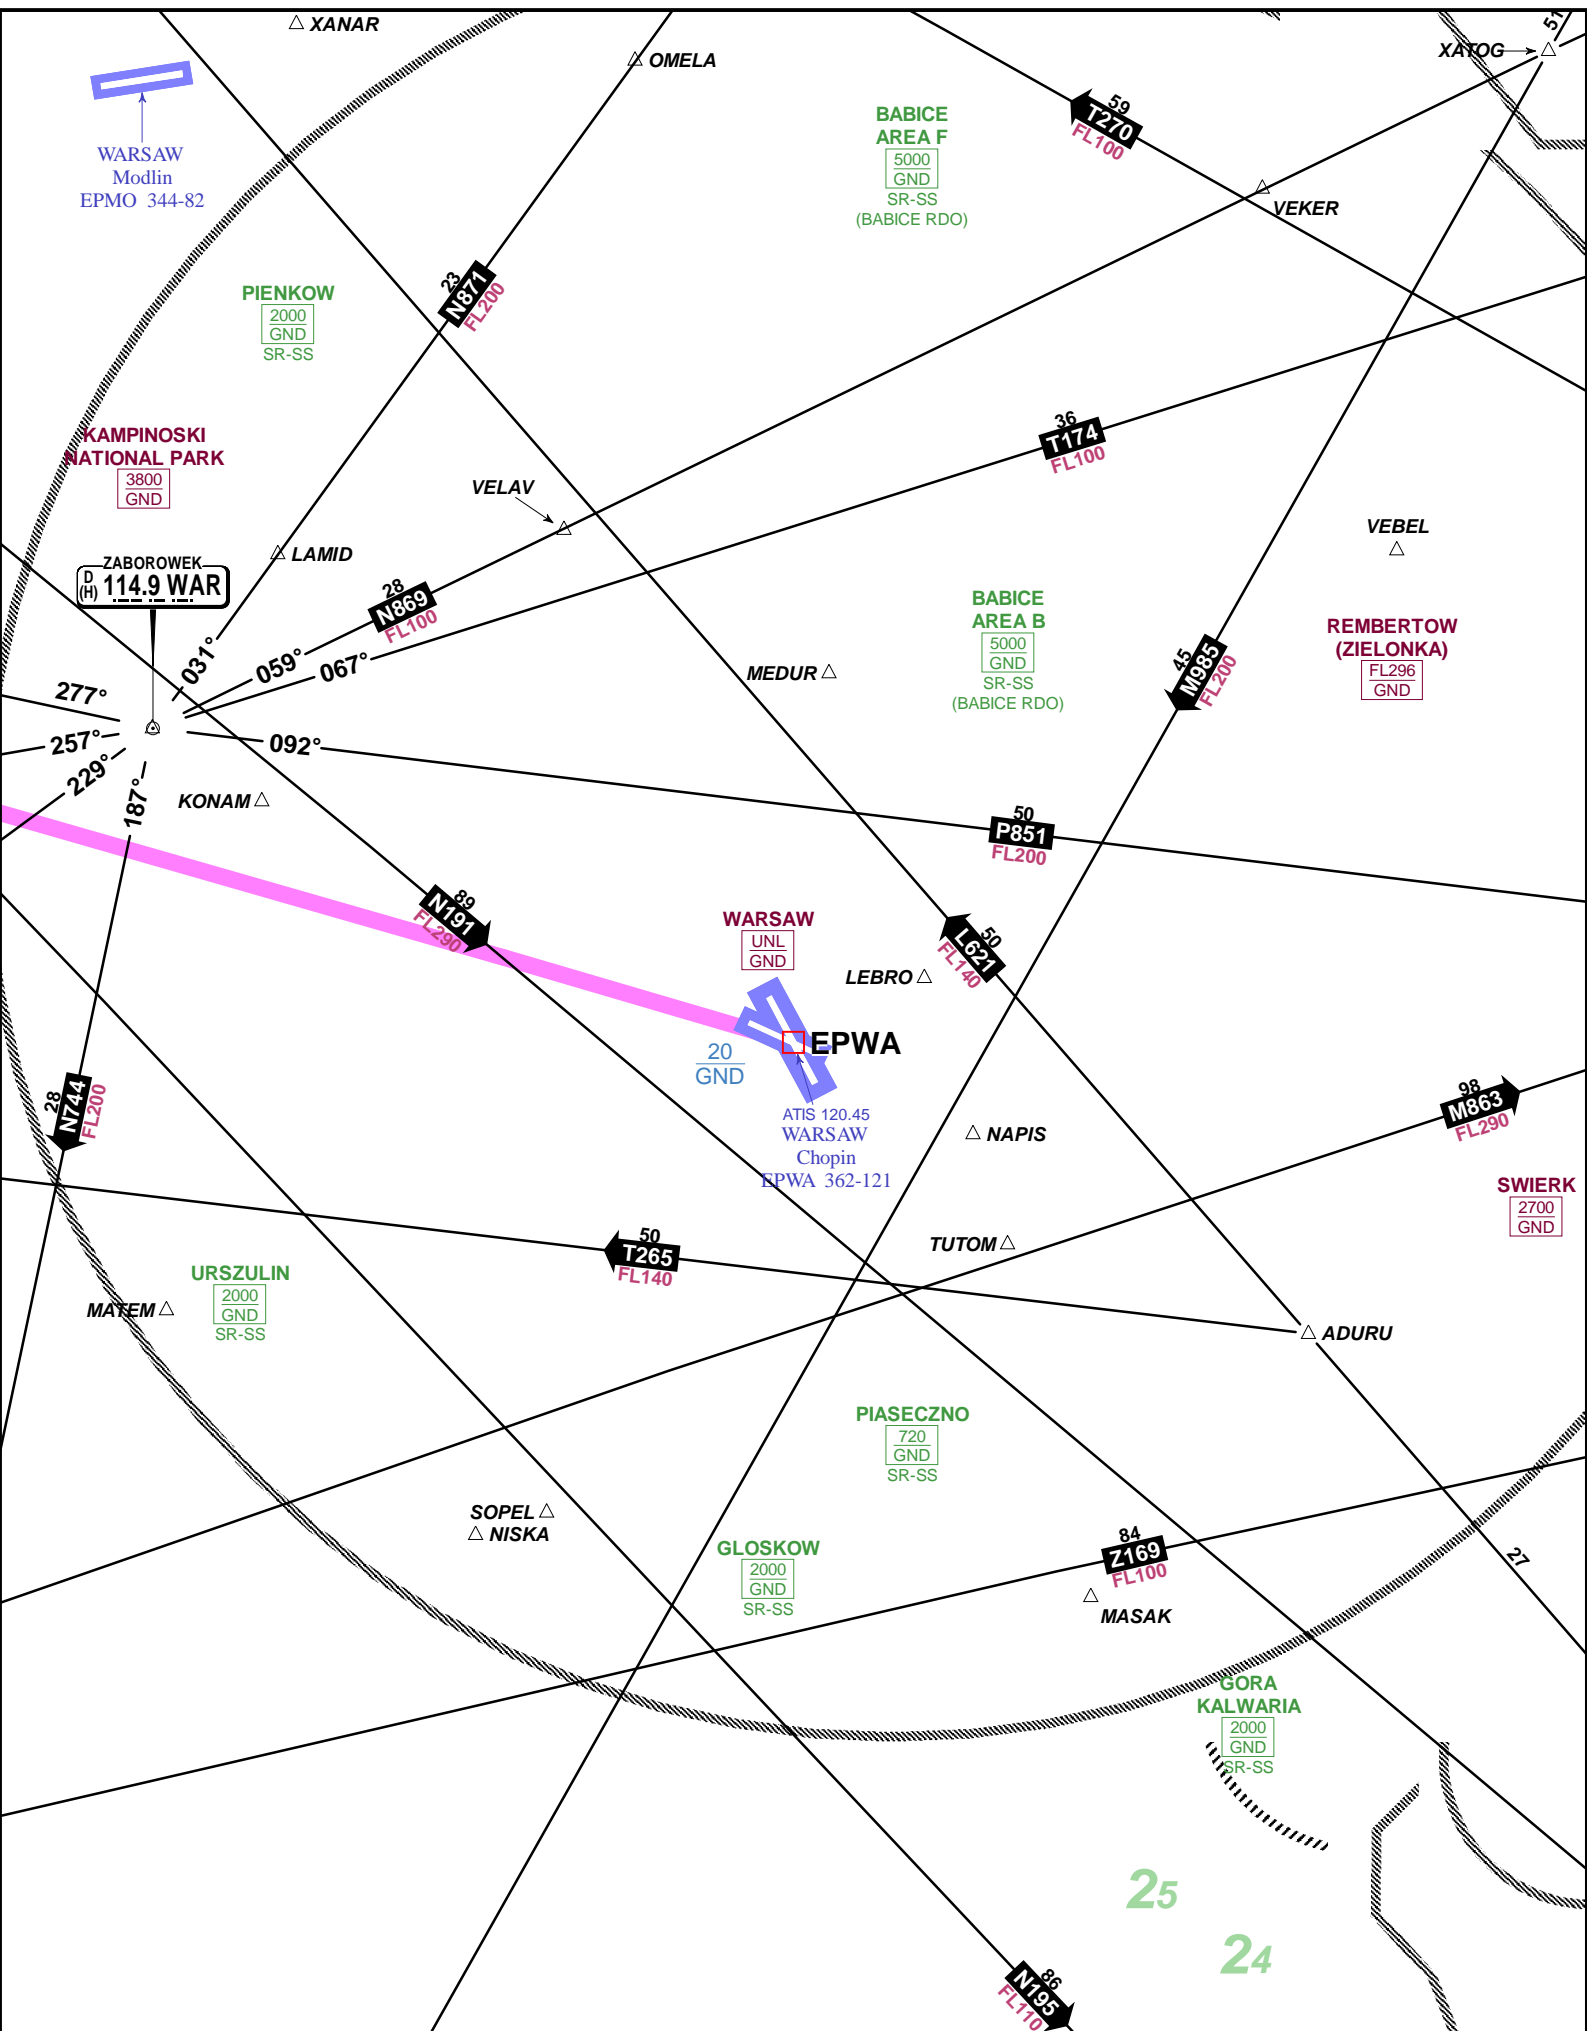 XANAR
OMELA
51
XATOG
59
T270
FL100
BABICE
AREA F
5000
GND
SR-SS
(BABICE RDO)
WARSAW
Modlin
EPMO 344-82
VEKER
23
N871
FL200
PIENKOW
2000
GND
SR-SS
36
T174
FL100
KAMPINOSKI
NATIONAL PARK
3800
GND
VELAV
VEBEL
LAMID
ZABOROWEK
D
(H) 114.9 WAR
28
N869
FL100
BABICE
AREA B
5000
GND
SR-SS
(BABICE RDO)
REMBERTOW
(ZIELONKA)
FL296
GND
031°
059°
067°
MEDUR
45
M985
FL200
277°
257°
092°
229°
187°
KONAM
50
P851
FL200
89
N191
FL290
WARSAW
UNL
GND
50
L621
FL140
LEBRO
EPWA
20
GND
28
N744
FL200
ATIS 120.45
WARSAW
Chopin
EPWA 362-121
NAPIS
98
M863
FL290
SWIERK
2700
GND
50
T265
FL140
TUTOM
URSZULIN
2000
GND
SR-SS
MATEM
ADURU
PIASECZNO
720
GND
SR-SS
SOPEL
NISKA
GLOSKOW
2000
GND
SR-SS
84
Z169
FL100
27
MASAK
GORA
KALWARIA
2000
GND
SR-SS
25
24
86
N195
FL110